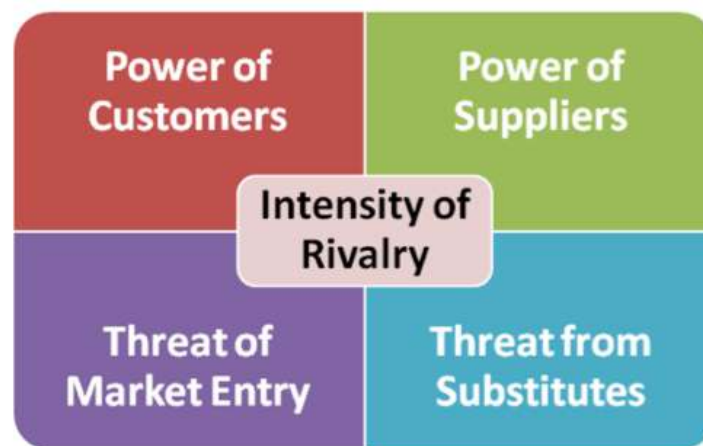 Power of
Customers
Power of
Suppliers
Intensity of
Rivalry
Threat of
Market Entry
Threat from
Substitutes